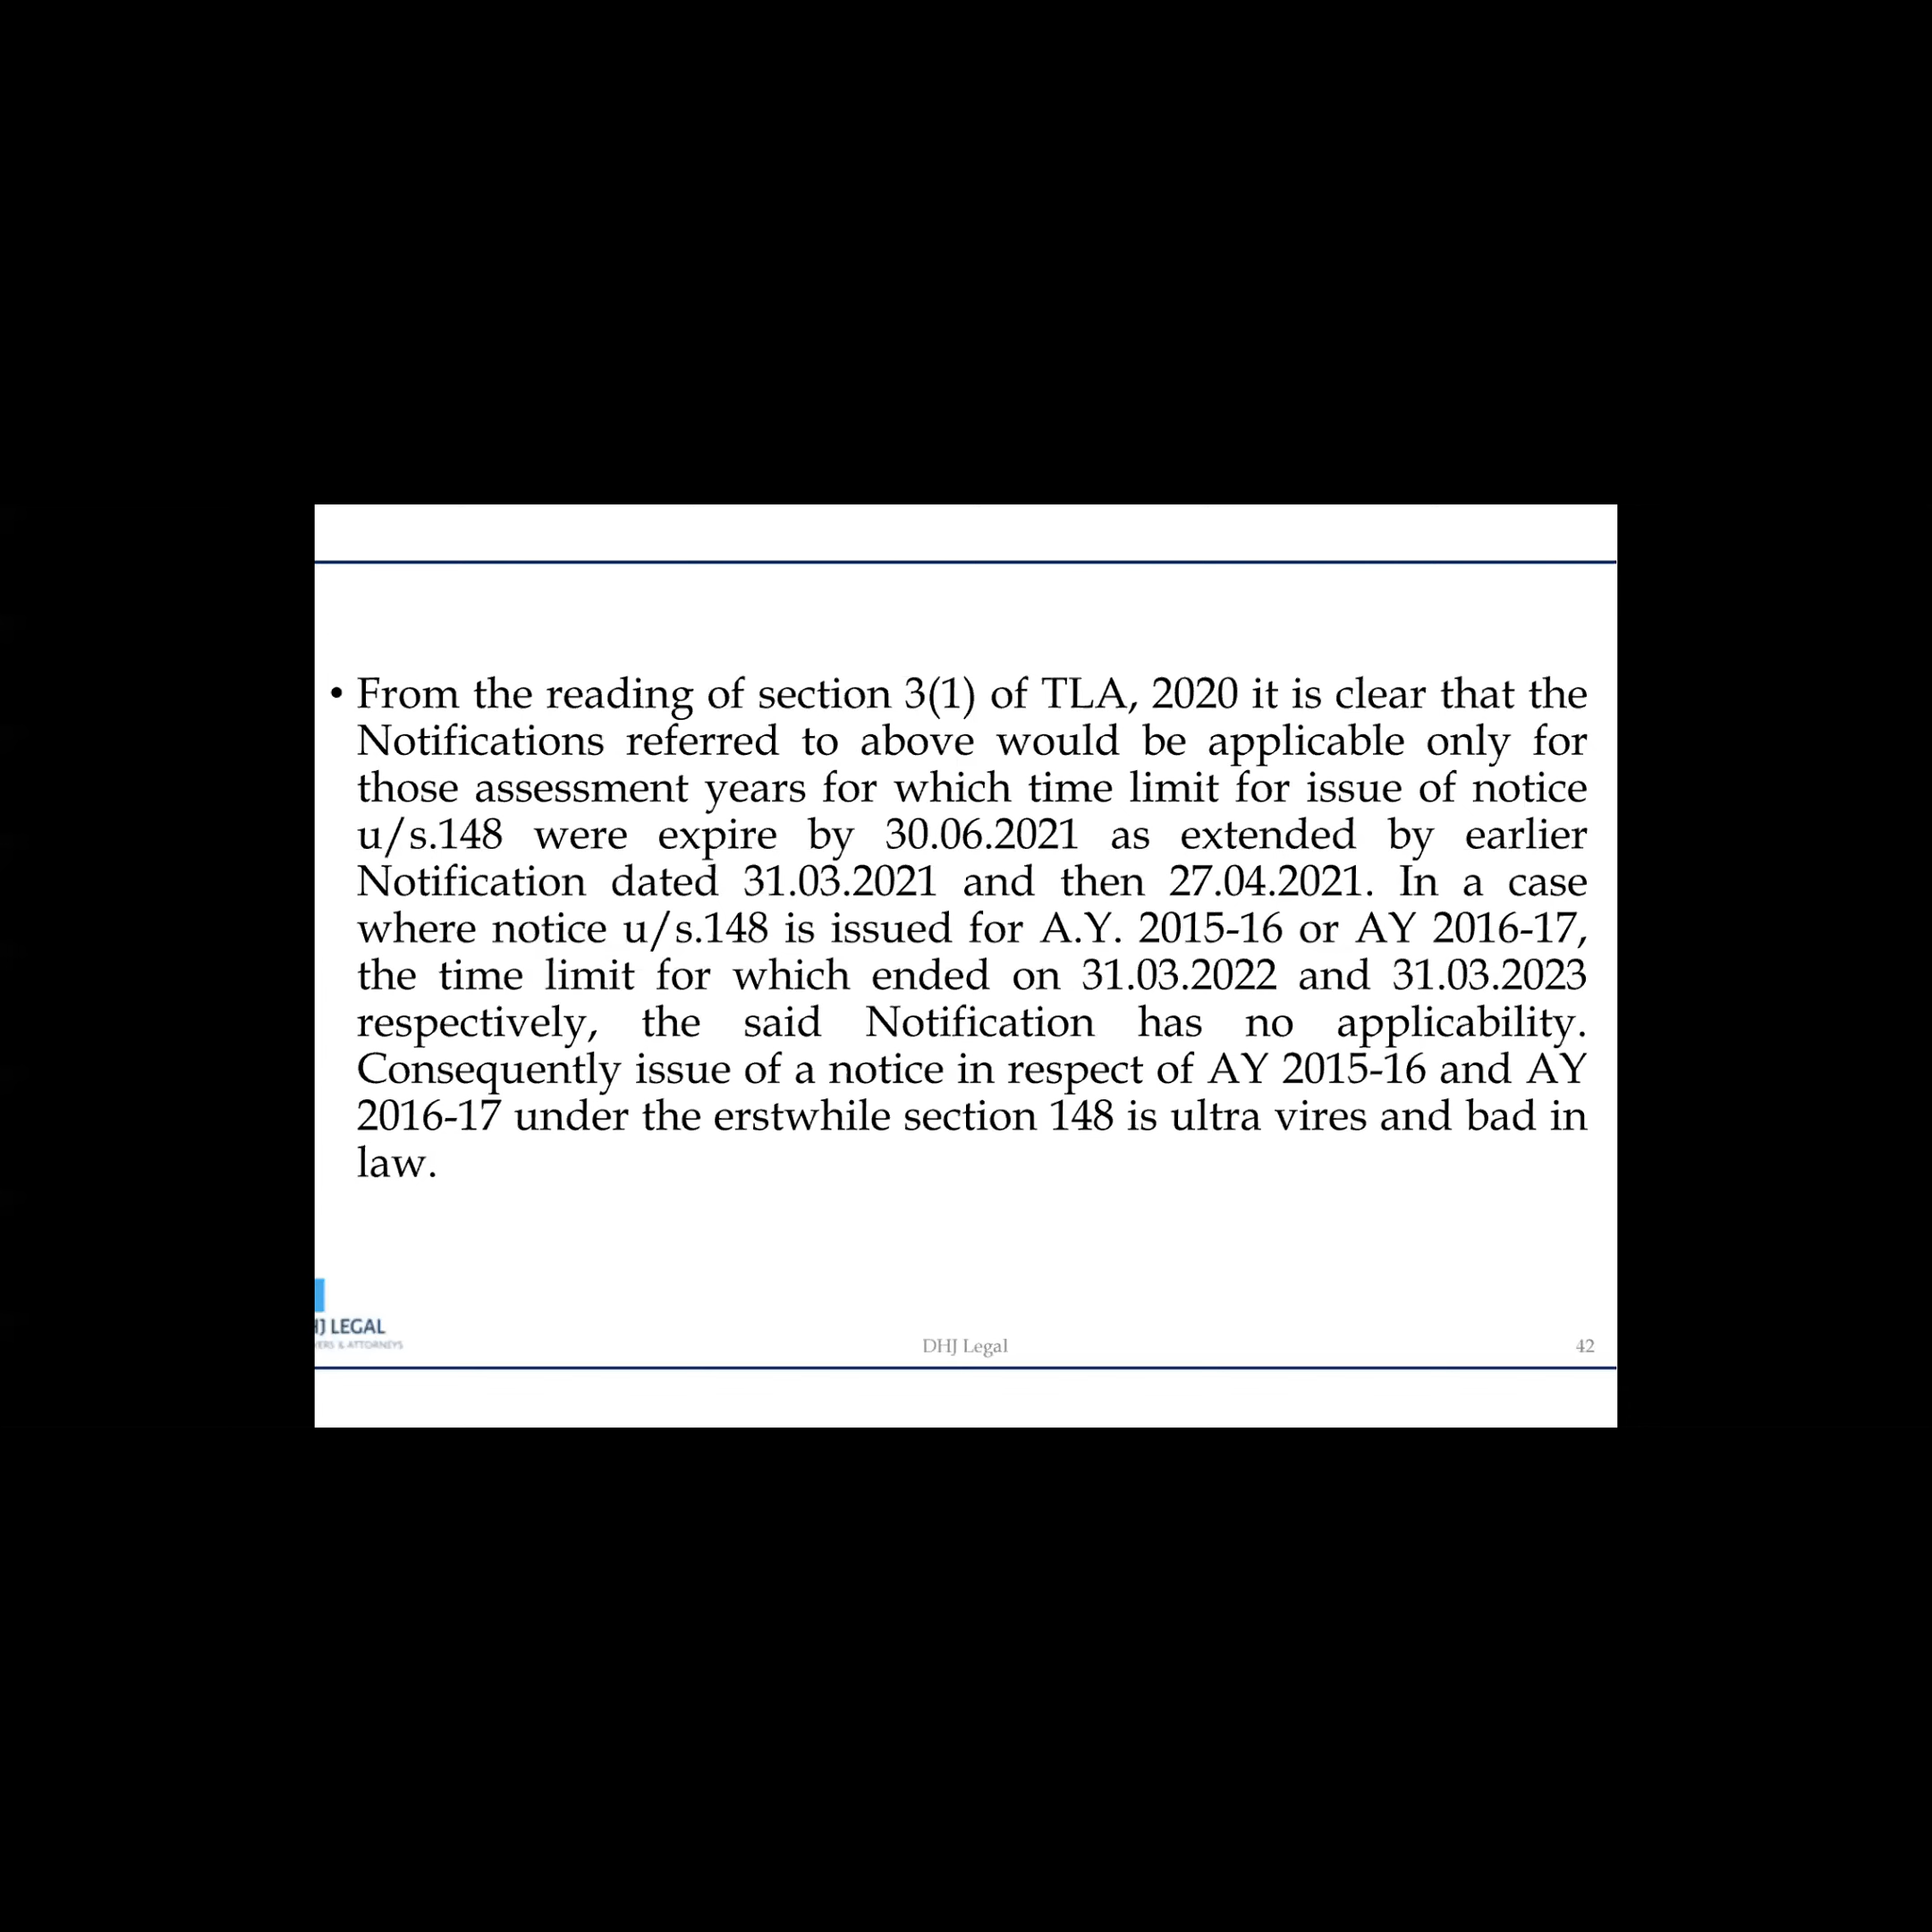 • From the reading of section 3(1) of TLA, 2020 it is clear that the
Notifications referred to above would be applicable only for
those assessment years for which time limit for issue of notice
u/s.148 were expire by 30.06.2021 as extended by earlier
Notification dated 31.03.2021 and then 27.04.2021. In a case
where notice u/s.148 is issued for A.Y. 2015-16 or AY 2016-17,
the time limit for which ended on 31.03.2022 and 31.03.2023
respectively, the said Notification has no applicability.
Consequently issue of a notice in respect of AY 2015-16 and AY
2016-17 under the erstwhile section 148 is ultra vires and bad in
law.
LEGAL
& ATTORNEYS
DHJ Legal
42